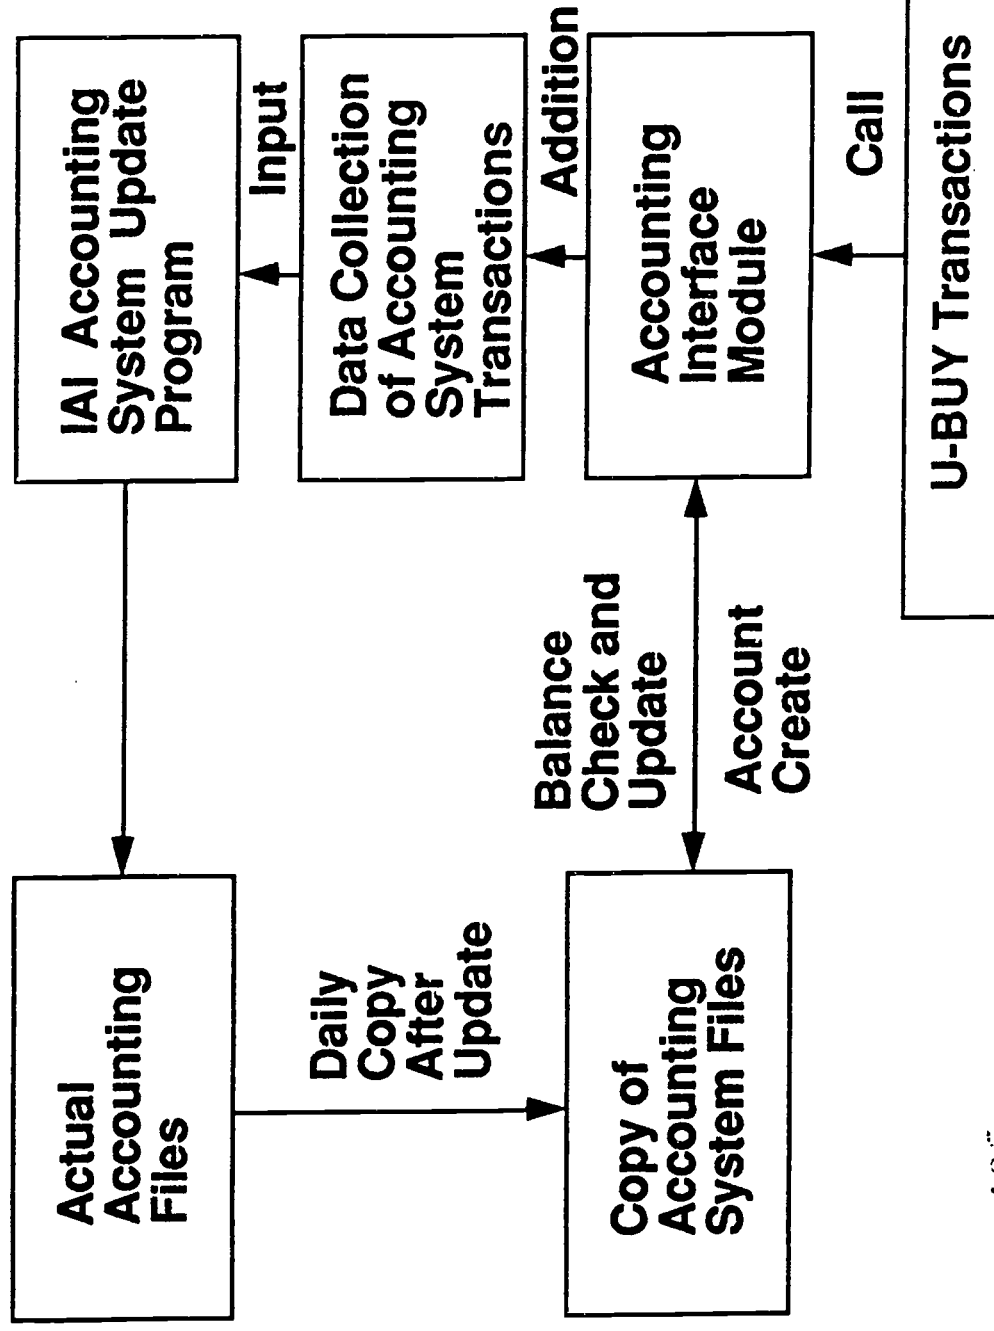 Actual
Accounting
Files
IAI Accounting
System Update
Program
Input
Daily
Copy
After
Update
Data Collection
of Accounting
System
Transactions
Addition
Balance
Check and
Update
Copy of
Accounting
System Files
Accounting
Interface
Module
Account
Create
Call
U-BUY Transactions